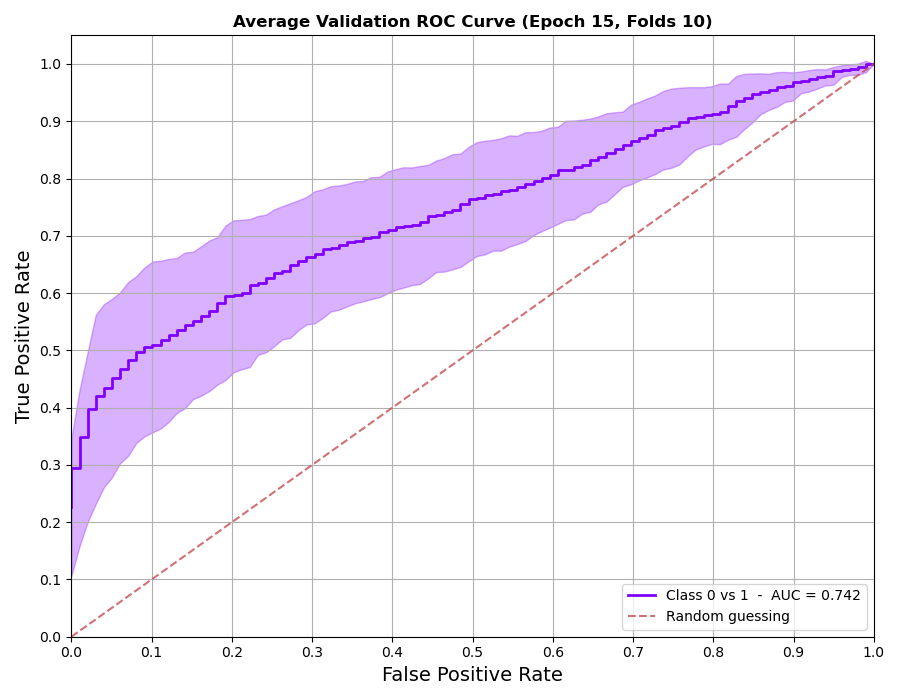 Average Validation ROC Curve (Epoch 15, Folds 10)
True Positive Rate
1.0
0.9
0.8
0.7
0.6
0.5
0.4
0.3
0.2
0.1
0.0
Class 0 vs 1 - AUC = 0.742
Random guessing
0.0 0.1 0.2 0.3 0.4 0.5 0.6 0.7 0.8 0.9 1.0
False Positive Rate